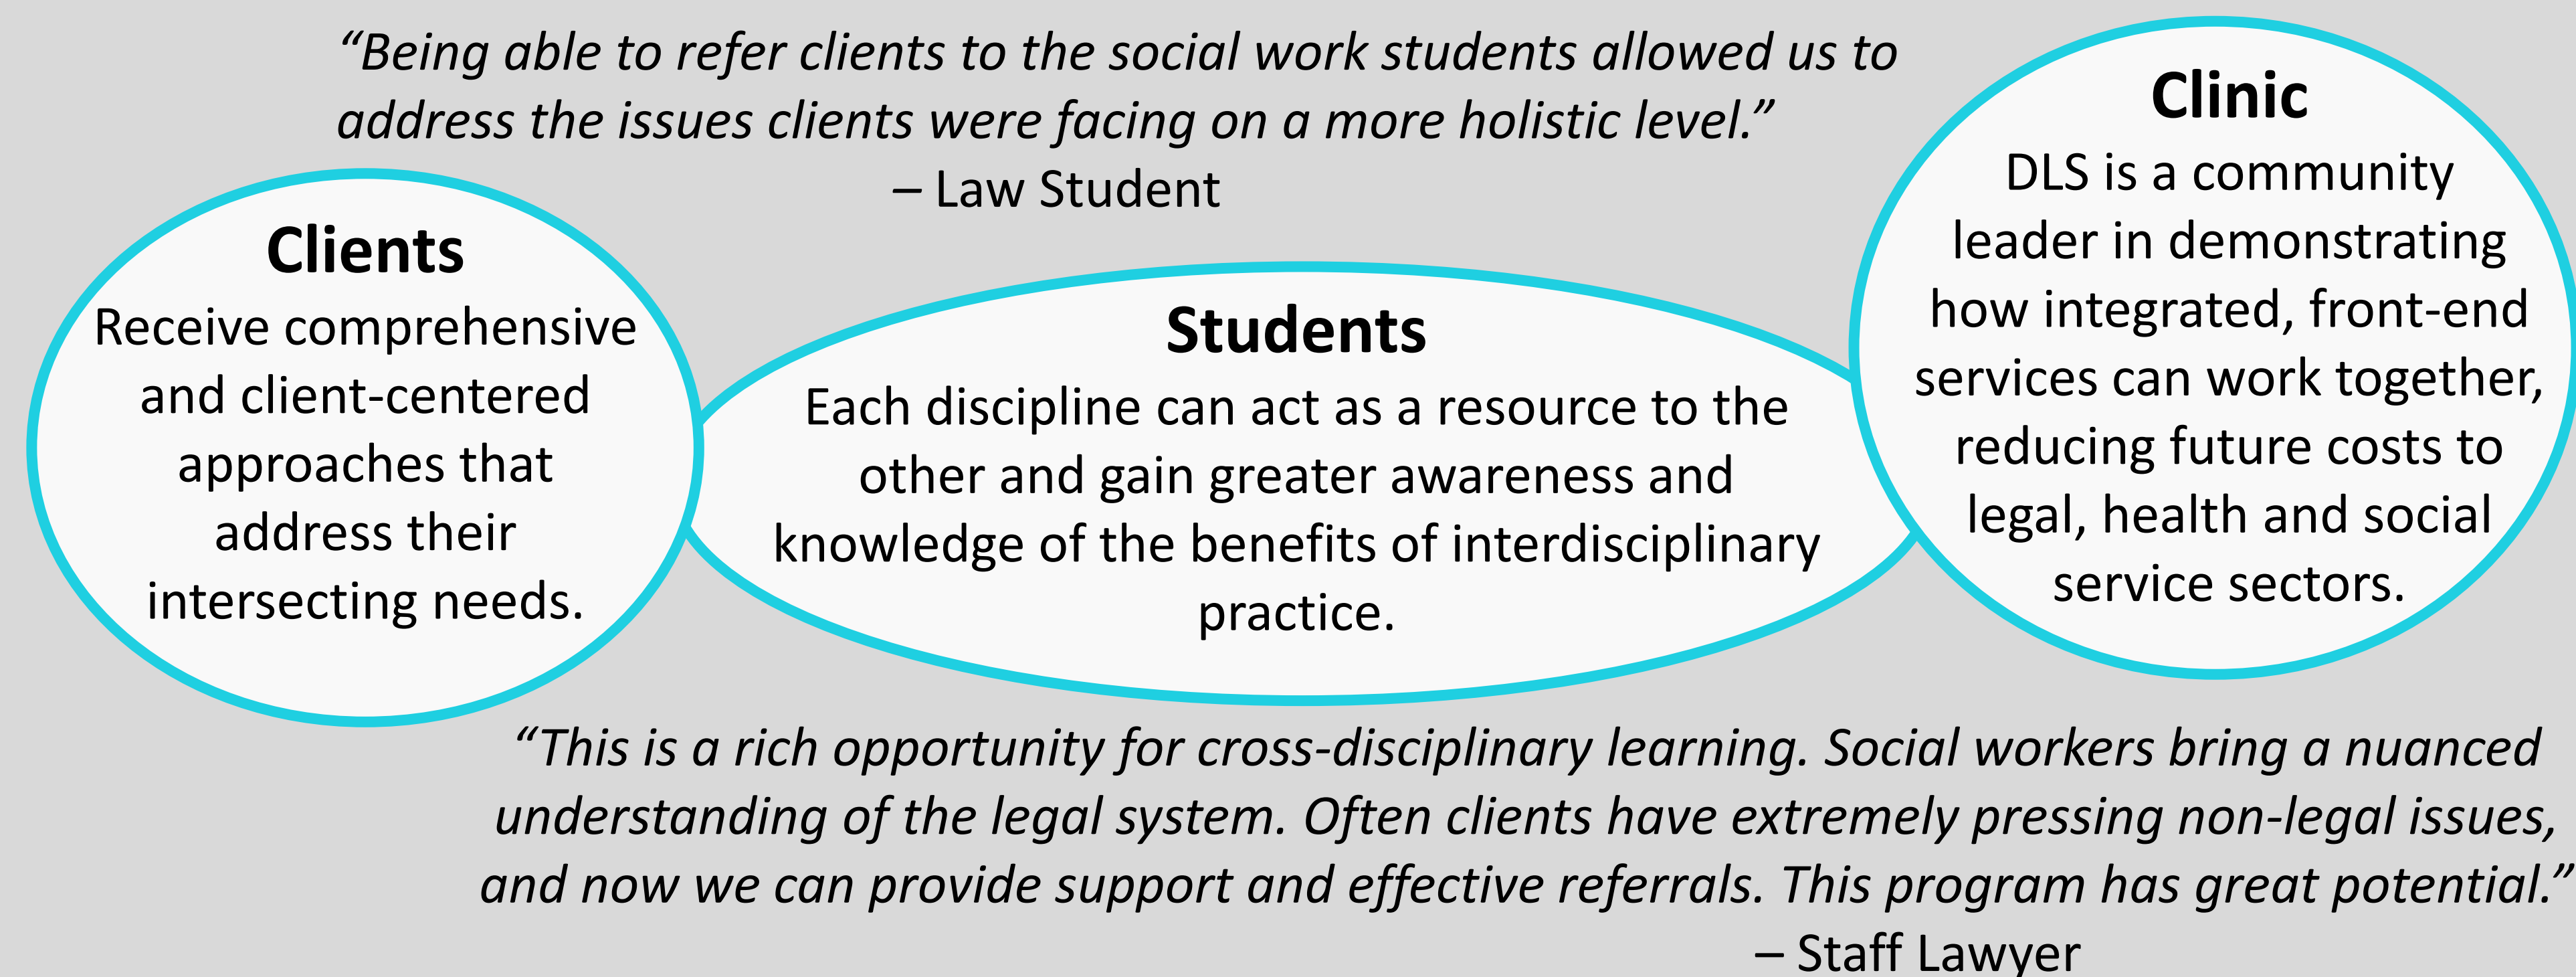 “Being able to refer clients to the social work students allowed us to
address the issues clients were facing on a more holistic level.”
– Law Student
Clients
Receive comprehensive
and client-centered
approaches that
address their
intersecting needs.
Students
Each discipline can act as a resource to the
other and gain greater awareness and
knowledge of the benefits of interdisciplinary
practice.
Clinic
DLS is a community
leader in demonstrating
how integrated, front-end
services can work together,
reducing future costs to
legal, health and social
service sectors.
“This is a rich opportunity for cross-disciplinary learning. Social workers bring a nuanced
understanding of the legal system. Often clients have extremely pressing non-legal issues,
and now we can provide support and effective referrals. This program has great potential.”
– Staff Lawyer